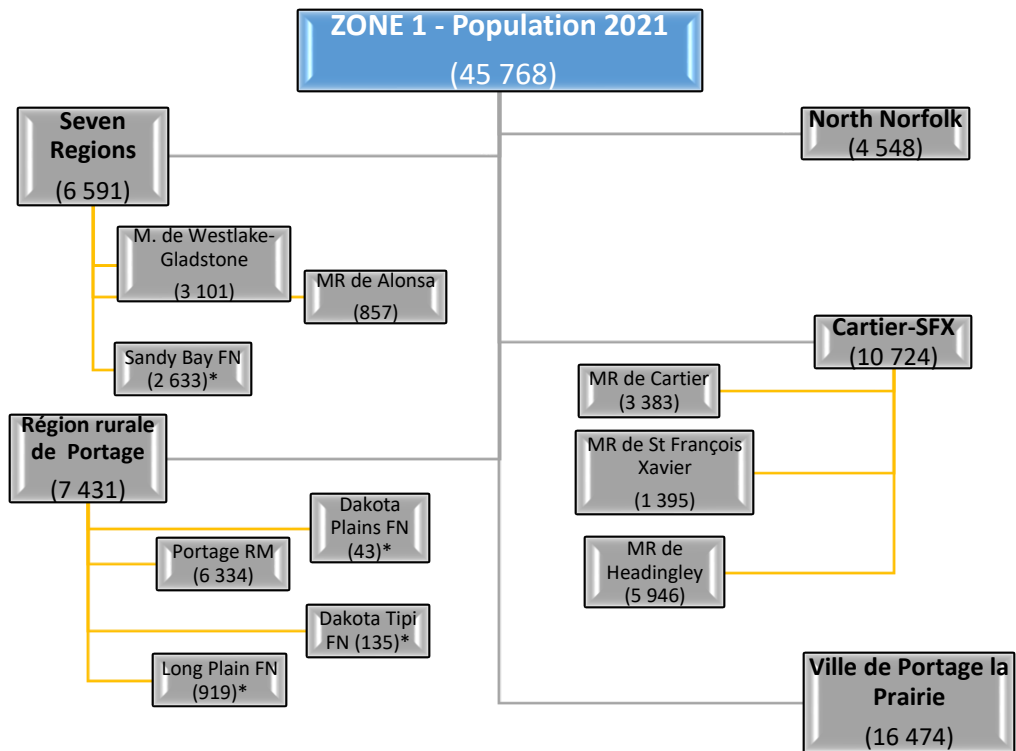 ZONE 1 - Population 2021
(45 768)
Seven
Regions
(6 591)
M. de Westlake-
Gladstone
(3 101)
MR de Alonsa
(857)
Sandy Bay FN
(2 633)*
Région rurale
de Portage
(7 431)
Dakota
Plains FN
(43)*
Portage RM
(6 334)
Dakota Tipi
FN (135)*
Long Plain FN
(919)*
North Norfolk
(4 548)
Cartier-SFX
(10 724)
MR de Cartier
(3 383)
MR de St François
Xavier
(1 395)
MR de
Headingley
(5 946)
Ville de Portage la
Prairie
(16 474)